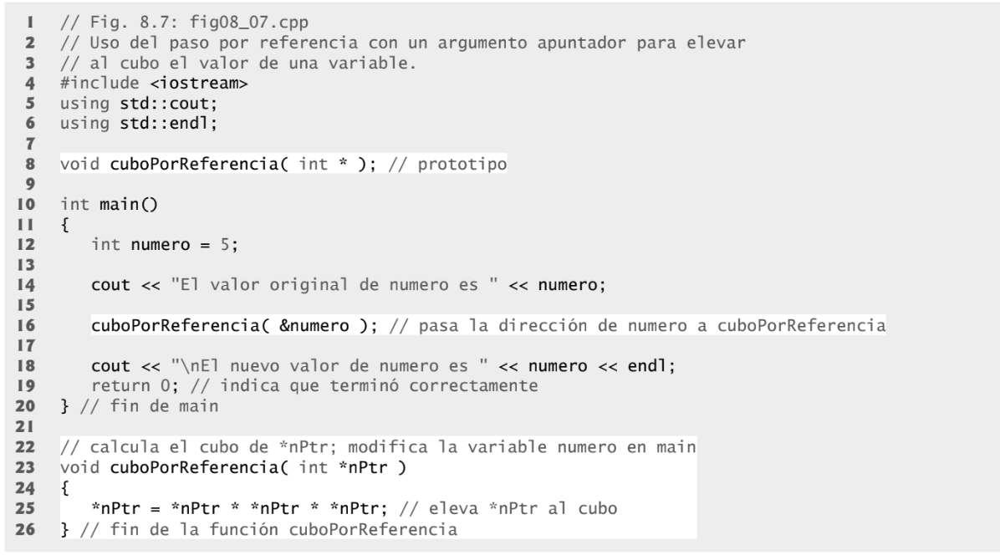 1 // Fig. 8.7: fig08_07.cpp
2 // Uso del paso por referencia con un argumento apuntador para elevar
3 // al cubo el valor de una variable.
4 #include <iostream>
5 using std::cout;
6 using std::endl;
7
8 void cuboPorReferencia( int * ); // prototipo
9
10 int main()
11 {
12    int numero = 5;
13
14    cout << "El valor original de numero es " << numero;
15
16    cuboPorReferencia( &numero ); // pasa la dirección de numero a cuboPorReferencia
17
18    cout << "\nEl nuevo valor de numero es " << numero << endl;
19    return 0; // indica que terminó correctamente
20 } // fin de main
21
22 // calcula el cubo de *nPtr; modifica la variable numero en main
23 void cuboPorReferencia( int *nPtr )
24 {
25    *nPtr = *nPtr * *nPtr * *nPtr; // eleva *nPtr al cubo
26 } // fin de la función cuboPorReferencia